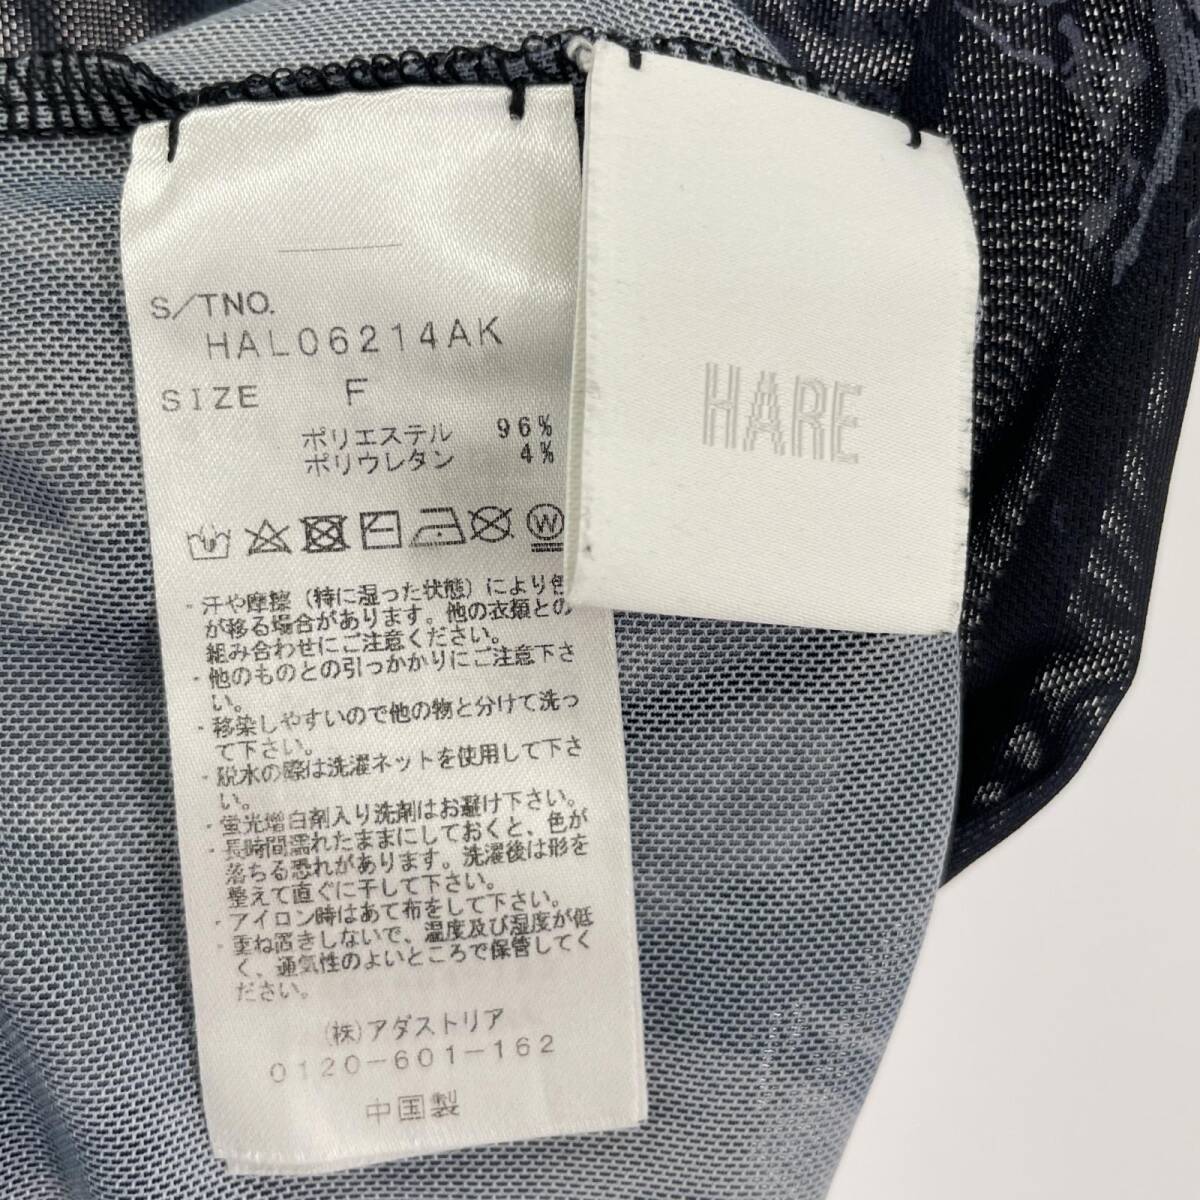 S/TNO.
HAL06214AK
SIZE F
ポリエステル 96%
ポリウレタン 4%
W
・汗や摩擦（特に湿った状態）により色
が移る場合があります。他の衣類との
組み合わせにご注意ください。
・他のものとの引っかかりにご注意下さ
い。
・移染しやすいので他の物と分けて洗っ
て下さい。
・脱水の際は洗濯ネットを使用して下さ
い。
・蛍光増白剤入り洗剤はお避け下さい。
・長時間濡れたままにしておくと、色が
落ちる恐れがあります。洗濯後は形を
整えて直ぐに干して下さい。
・アイロン時はあて布をして下さい。
・重ね置きしないで、温度及び湿度が低
く、通気性のよいところで保管してく
ださい。
(株)アダストリア
0120-601-162
中国製
HARE